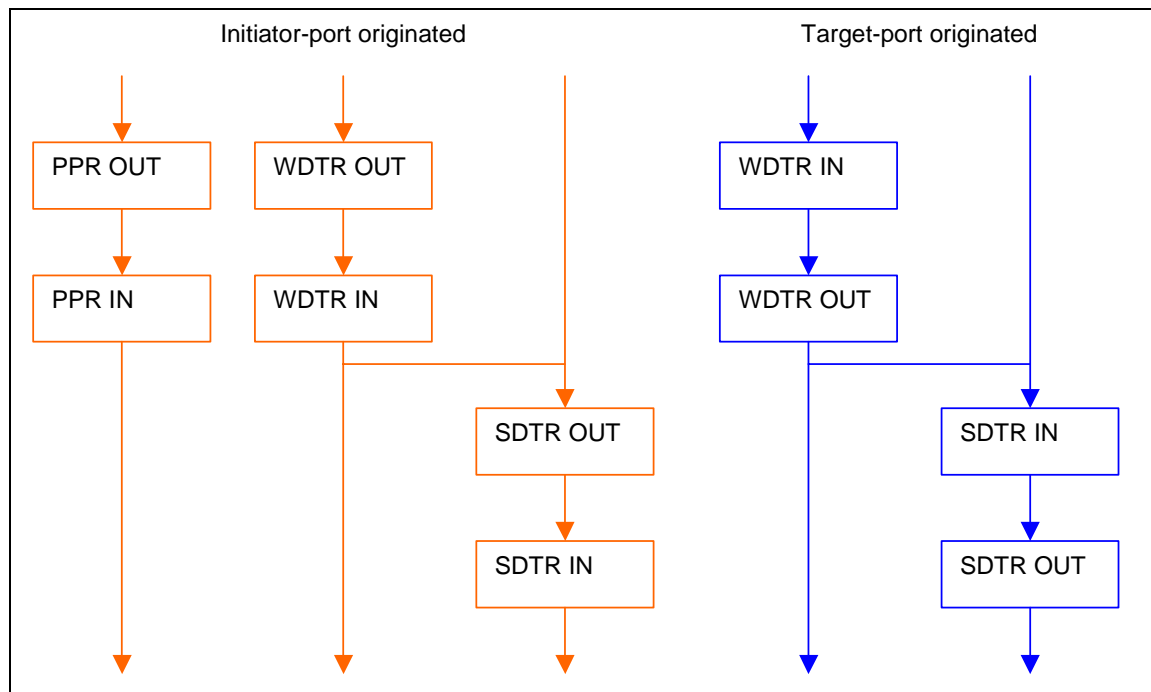 Initiator-port originated
Target-port originated
PPR OUT
WDTR OUT
WDTR IN
PPR IN
WDTR IN
WDTR OUT
SDTR OUT
SDTR IN
SDTR IN
SDTR OUT